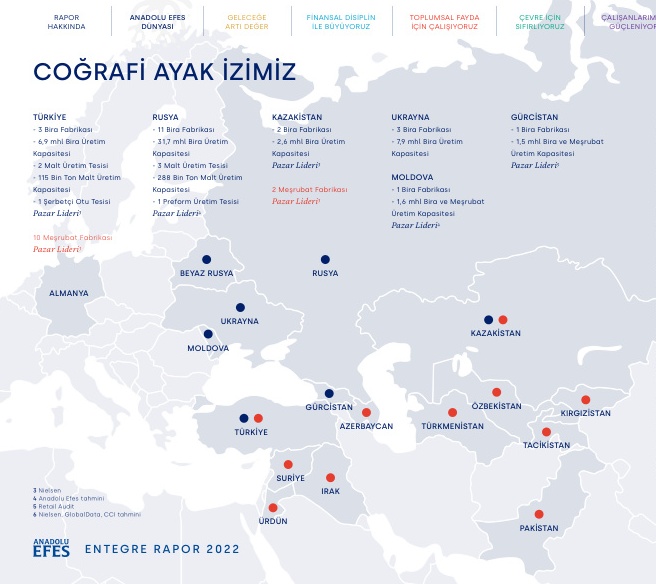 RAPOR
HAKKINDA
ANADOLU EFES
DÜNYASI
GELECEĞE
ARTI DEĞER
FİNANSAL DİSİPLİN
İLE BÜYÜYORUZ
TOPLUMSAL FAYDA
İÇİN ÇALIŞIYORUZ
ÇEVRE İÇİN
SIFIRLIYORUZ
ÇALIŞANLARIM
GÜÇLENİYOR
COĞRAFİ AYAK İZİMİZ
TÜRKİYE
- 3 Bira Fabrikası
- 6,9 mhl Bira Üretim
Kapasitesi
- 2 Malt Üretim Tesisi
- 115 Bin Ton Malt Üretim
Kapasitesi
- 1 Şerbetçi Otu Tesisi
Pazar Lideri
10 Meşrubat Fabrikası
Pazar Lideri
RUSYA
- 11 Bira Fabrikası
- 31,7 mhl Bira Üretim
Kapasitesi
- 3 Malt Üretim Tesisi
- 288 Bin Ton Malt Üretim
Kapasitesi
- 1 Preform Üretim Tesisi
Pazar Lideri
KAZAKİSTAN
- 2 Bira Fabrikası
- 2,6 mhl Bira Üretim
Kapasitesi
Pazar Lideri
2 Meşrubat Fabrikası
Pazar Lideri
UKRAYNA
- 3 Bira Fabrikası
- 7,9 mhl Bira Üretim
Kapasitesi
MOLDOVA
- 1 Bira Fabrikası
- 1,6 mhl Bira ve Meşrubat
Üretim Kapasitesi
Pazar Lideri
GÜRCİSTAN
- 1 Bira Fabrikası
- 1,5 mhl Bira ve Meşrubat
Üretim Kapasitesi
Pazar Lideri
BEYAZ RUSYA
RUSYA
ALMANYA
UKRAYNA
MOLDOVA
KAZAKİSTAN
GÜRCİSTAN
AZERBAYCAN
TÜRKİYE
TÜRKMENİSTAN
ÖZBEKİSTAN
KIRGIZİSTAN
TACİKİSTAN
SURİYE
IRAK
ÜRDÜN
PAKİSTAN
3 Nielsen
4 Anadolu Efes tahmini
5 Retail Audit
6 Nielsen, GlobalData, CCI tahmini
ANADOLU
EFES
ENTEGRE RAPOR 2022